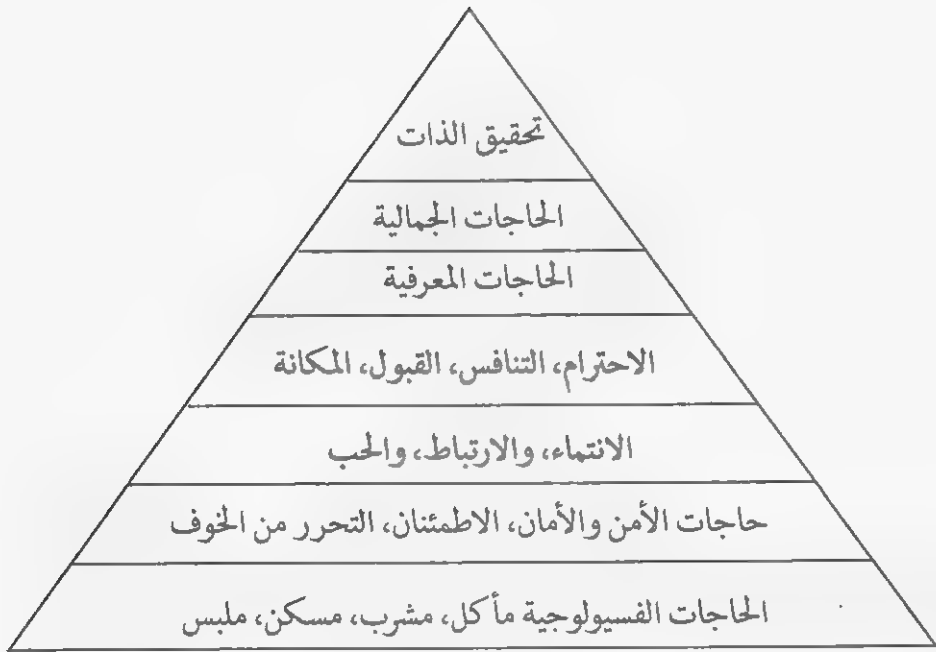 تحقيق الذات
الحاجات الجمالية
الحاجات المعرفية
الاحترام، التنافس، القبول، المكانة
الانتماء، والارتباط، والحب
حاجات الأمن والأمان، الاطمئنان، التحرر من الخوف
الحاجات الفسيولوجية مأكل، مشرب، مسكن، ملبس